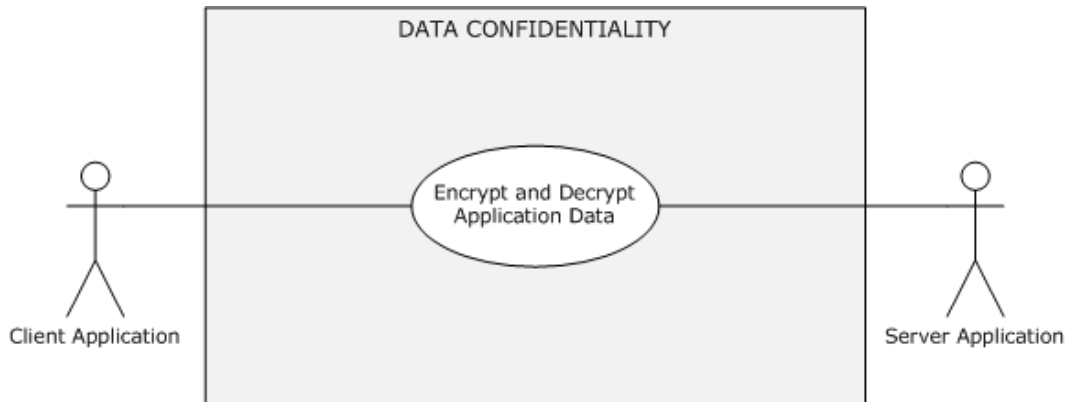 DATA CONFIDENTIALITY
Encrypt and Decrypt
Application Data
Client Application
Server Application